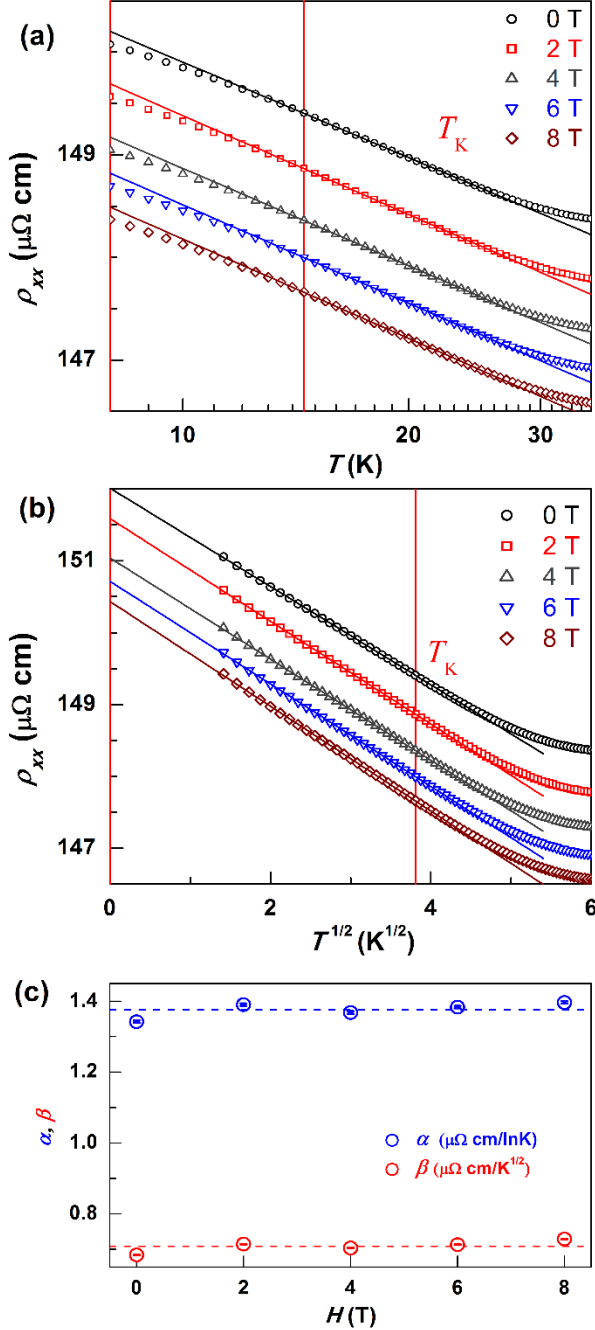 (a)
0 T
2 T
4 T
6 T
8 T
T_K
149
147
ρ_xx (μΩ cm)
10 20 30
T (K)
(b)
0 T
2 T
4 T
6 T
8 T
T_K
151
149
147
ρ_xx (μΩ cm)
0 2 4 6
T^1/2 (K^1/2)
(c)
1.4
1.2
1.0
0.8
α, β
α (μΩ cm/lnK)
β (μΩ cm/K^1/2)
0 2 4 6 8
H (T)